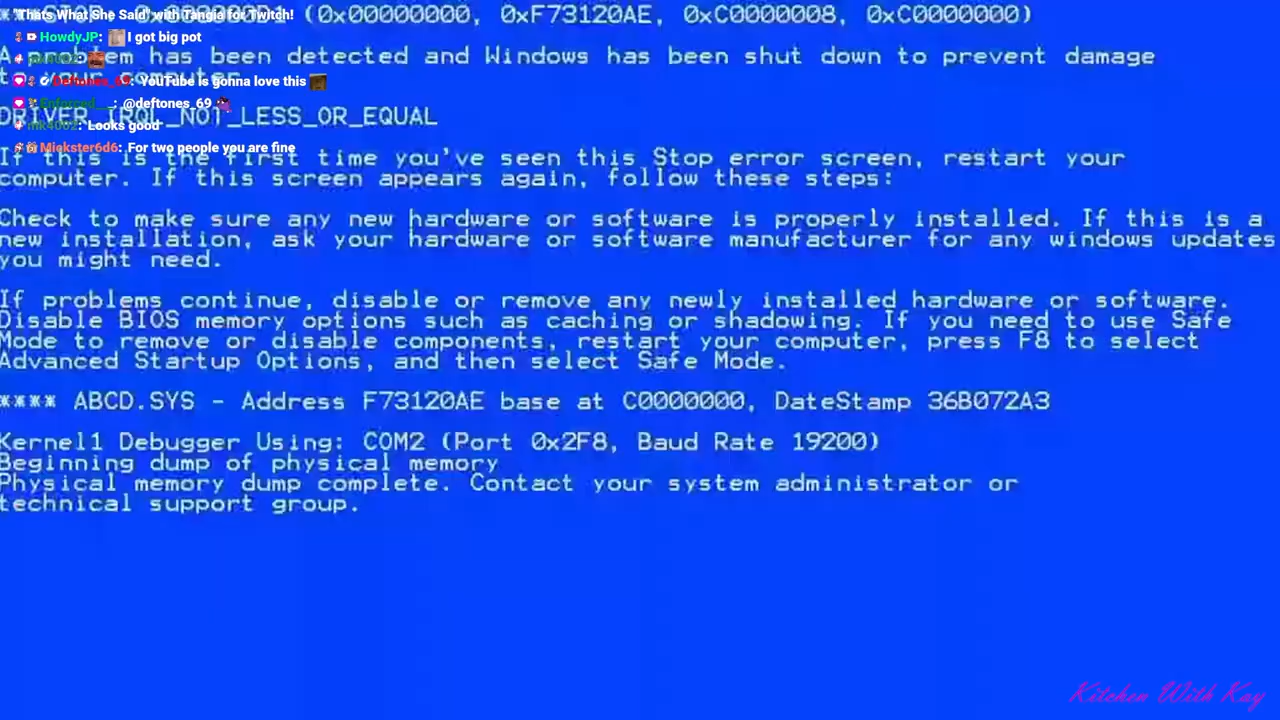 "Thats What She Said" with Tangia for Twitch!
(0x00000000, 0xF73120AE, 0xC0000008, 0xC0000000)
HowdyJP: I got big pot
A problem has been detected and Windows has been shut down to prevent damage
to your computer
mk4002:
Deftones_69: YouTube is gonna love this
Enforced__: @deftones_69
DRIVER_IRQL_NOT_LESS_OR_EQUAL
mk4002: Looks good
Mickster6d6: For two people you are fine
If this is the first time you've seen this Stop error screen, restart your
computer. If this screen appears again, follow these steps:
Check to make sure any new hardware or software is properly installed. If this is a
new installation, ask your hardware or software manufacturer for any windows updates
you might need.
If problems continue, disable or remove any newly installed hardware or software.
Disable BIOS memory options such as caching or shadowing. If you need to use Safe
Mode to remove or disable components, restart your computer, press F8 to select
Advanced Startup Options, and then select Safe Mode.
**** ABCD.SYS - Address F73120AE base at C0000000, DateStamp 36B072A3
Kernel1 Debugger Using: COM2 (Port 0x2F8, Baud Rate 19200)
Beginning dump of physical memory
Physical memory dump complete. Contact your system administrator or
technical support group.
Kitchen With Kay